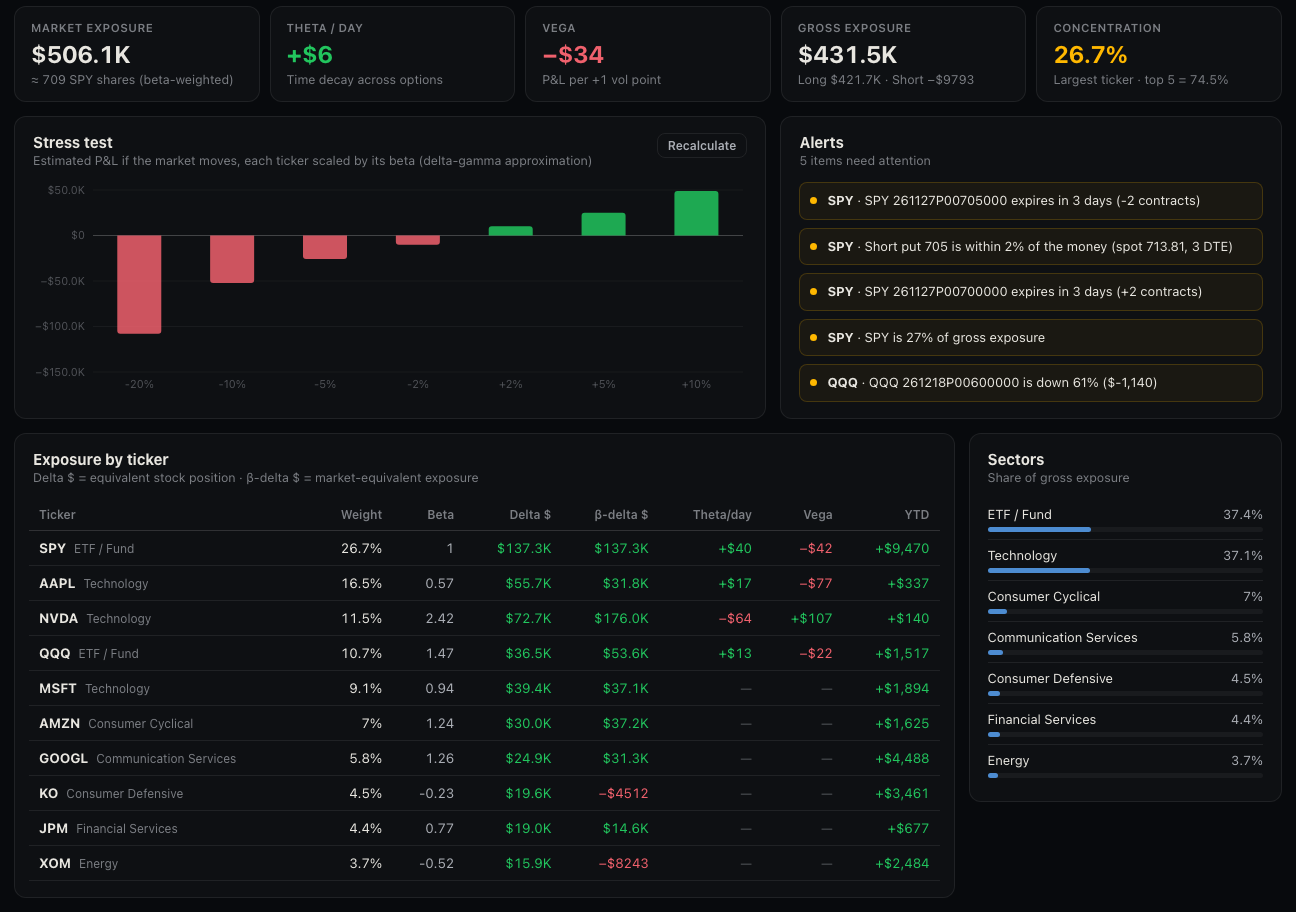 MARKET EXPOSURE
$506.1K
≈ 709 SPY shares (beta-weighted)
THETA / DAY
+$6
Time decay across options
VEGA
−$34
P&L per +1 vol point
GROSS EXPOSURE
$431.5K
Long $421.7K · Short −$9793
CONCENTRATION
26.7%
Largest ticker · top 5 = 74.5%
Stress test
Estimated P&L if the market moves, each ticker scaled by its beta (delta-gamma approximation)
Recalculate
$50.0K
$0
−$50.0K
−$100.0K
−$150.0K
-20% -10% -5% -2% +2% +5% +10%
Alerts
5 items need attention
SPY · SPY 261127P00705000 expires in 3 days (-2 contracts)
SPY · Short put 705 is within 2% of the money (spot 713.81, 3 DTE)
SPY · SPY 261127P00700000 expires in 3 days (+2 contracts)
SPY · SPY is 27% of gross exposure
QQQ · QQQ 261218P00600000 is down 61% ($-1,140)
Exposure by ticker
Delta $ = equivalent stock position · β-delta $ = market-equivalent exposure
Ticker Weight Beta Delta $ β-delta $ Theta/day Vega YTD
SPY ETF / Fund 26.7% 1 $137.3K $137.3K +$40 −$42 +$9,470
AAPL Technology 16.5% 0.57 $55.7K $31.8K +$17 −$77 +$337
NVDA Technology 11.5% 2.42 $72.7K $176.0K −$64 +$107 +$140
QQQ ETF / Fund 10.7% 1.47 $36.5K $53.6K +$13 −$22 +$1,517
MSFT Technology 9.1% 0.94 $39.4K $37.1K — — +$1,894
AMZN Consumer Cyclical 7% 1.24 $30.0K $37.2K — — +$1,625
GOOGL Communication Services 5.8% 1.26 $24.9K $31.3K — — +$4,488
KO Consumer Defensive 4.5% -0.23 $19.6K −$4512 — — +$3,461
JPM Financial Services 4.4% 0.77 $19.0K $14.6K — — +$677
XOM Energy 3.7% -0.52 $15.9K −$8243 — — +$2,484
Sectors
Share of gross exposure
ETF / Fund 37.4%
Technology 37.1%
Consumer Cyclical 7%
Communication Services 5.8%
Consumer Defensive 4.5%
Financial Services 4.4%
Energy 3.7%